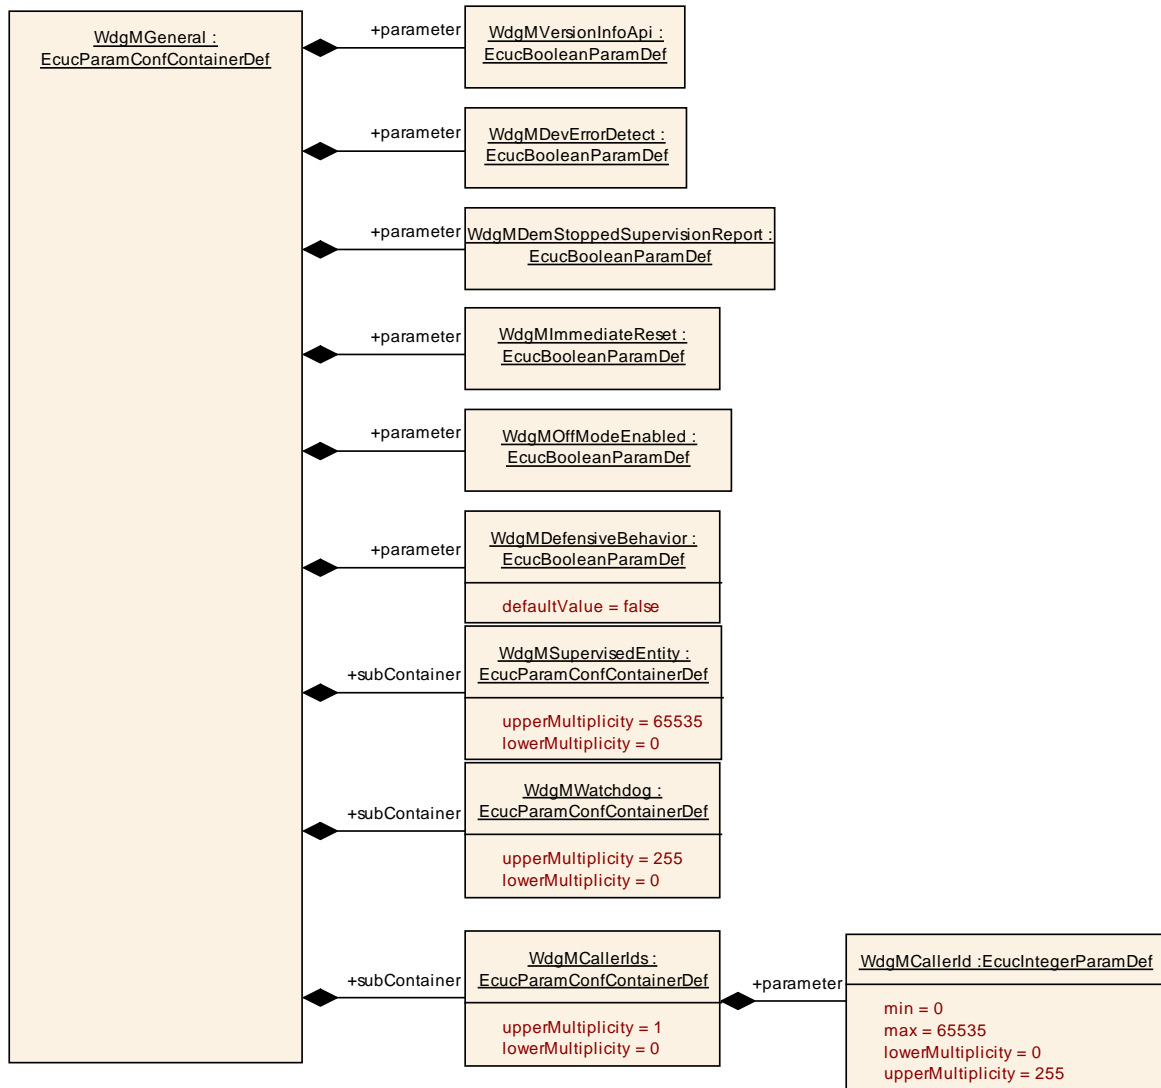 WdgMGeneral :
EcucParamConfContainerDef
+parameter
WdgMVersionInfoApi :
EcucBooleanParamDef
+parameter
WdgMDevErrorDetect :
EcucBooleanParamDef
+parameter
WdgMDemStoppedSupervisionReport :
EcucBooleanParamDef
+parameter
WdgMImmediateReset :
EcucBooleanParamDef
+parameter
WdgMOffModeEnabled :
EcucBooleanParamDef
+parameter
WdgMDefensiveBehavior :
EcucBooleanParamDef
defaultValue = false
+subContainer
WdgMSupervisedEntity :
EcucParamConfContainerDef
upperMultiplicity = 65535
lowerMultiplicity = 0
+subContainer
WdgMWatchdog :
EcucParamConfContainerDef
upperMultiplicity = 255
lowerMultiplicity = 0
+subContainer
WdgMCallerIds :
EcucParamConfContainerDef
upperMultiplicity = 1
lowerMultiplicity = 0
+parameter
WdgMCallerId :EcucIntegerParamDef
min = 0
max = 65535
lowerMultiplicity = 0
upperMultiplicity = 255